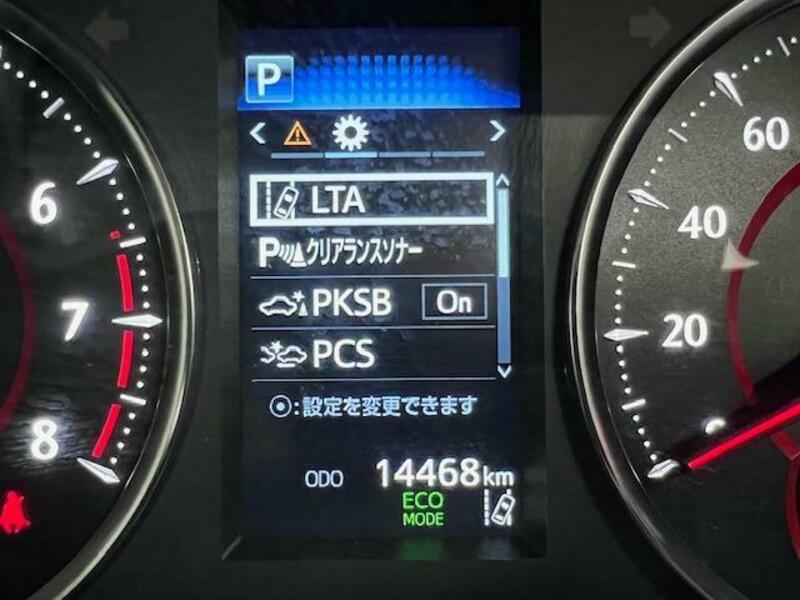 P
LTA
Pクリアランスソナー
PKSB On
PCS
:設定を変更できます
ODO 14468km
ECO
MODE
6
7
8
60
40
20